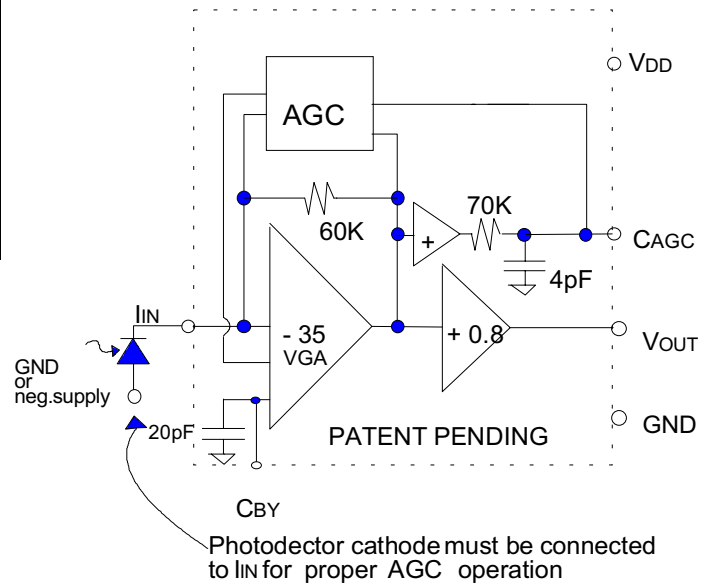 AGC
VDD
60K
70K
+
CAGC
4pF
IIN
- 35
VGA
+ 0.8
VOUT
GND
or
neg.supply
20pF
PATENT PENDING
GND
CBY
Photodector cathode must be connected
to IIN for proper AGC operation